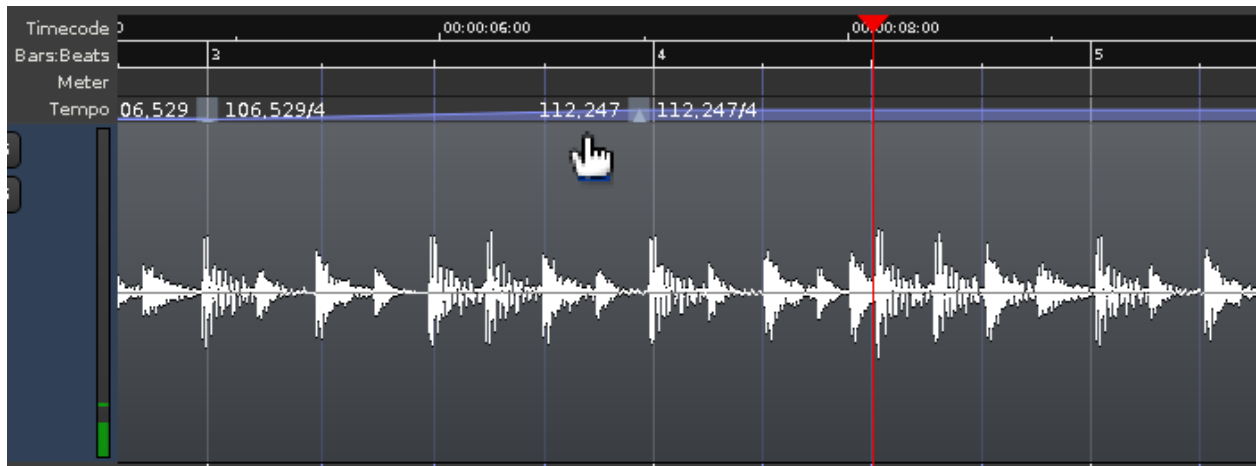 Timecode 0 00:00:06:00 00:00:08:00
Bars:Beats 3 4 5
Meter
Tempo 06,529 106,529/4 112,247 112,247/4